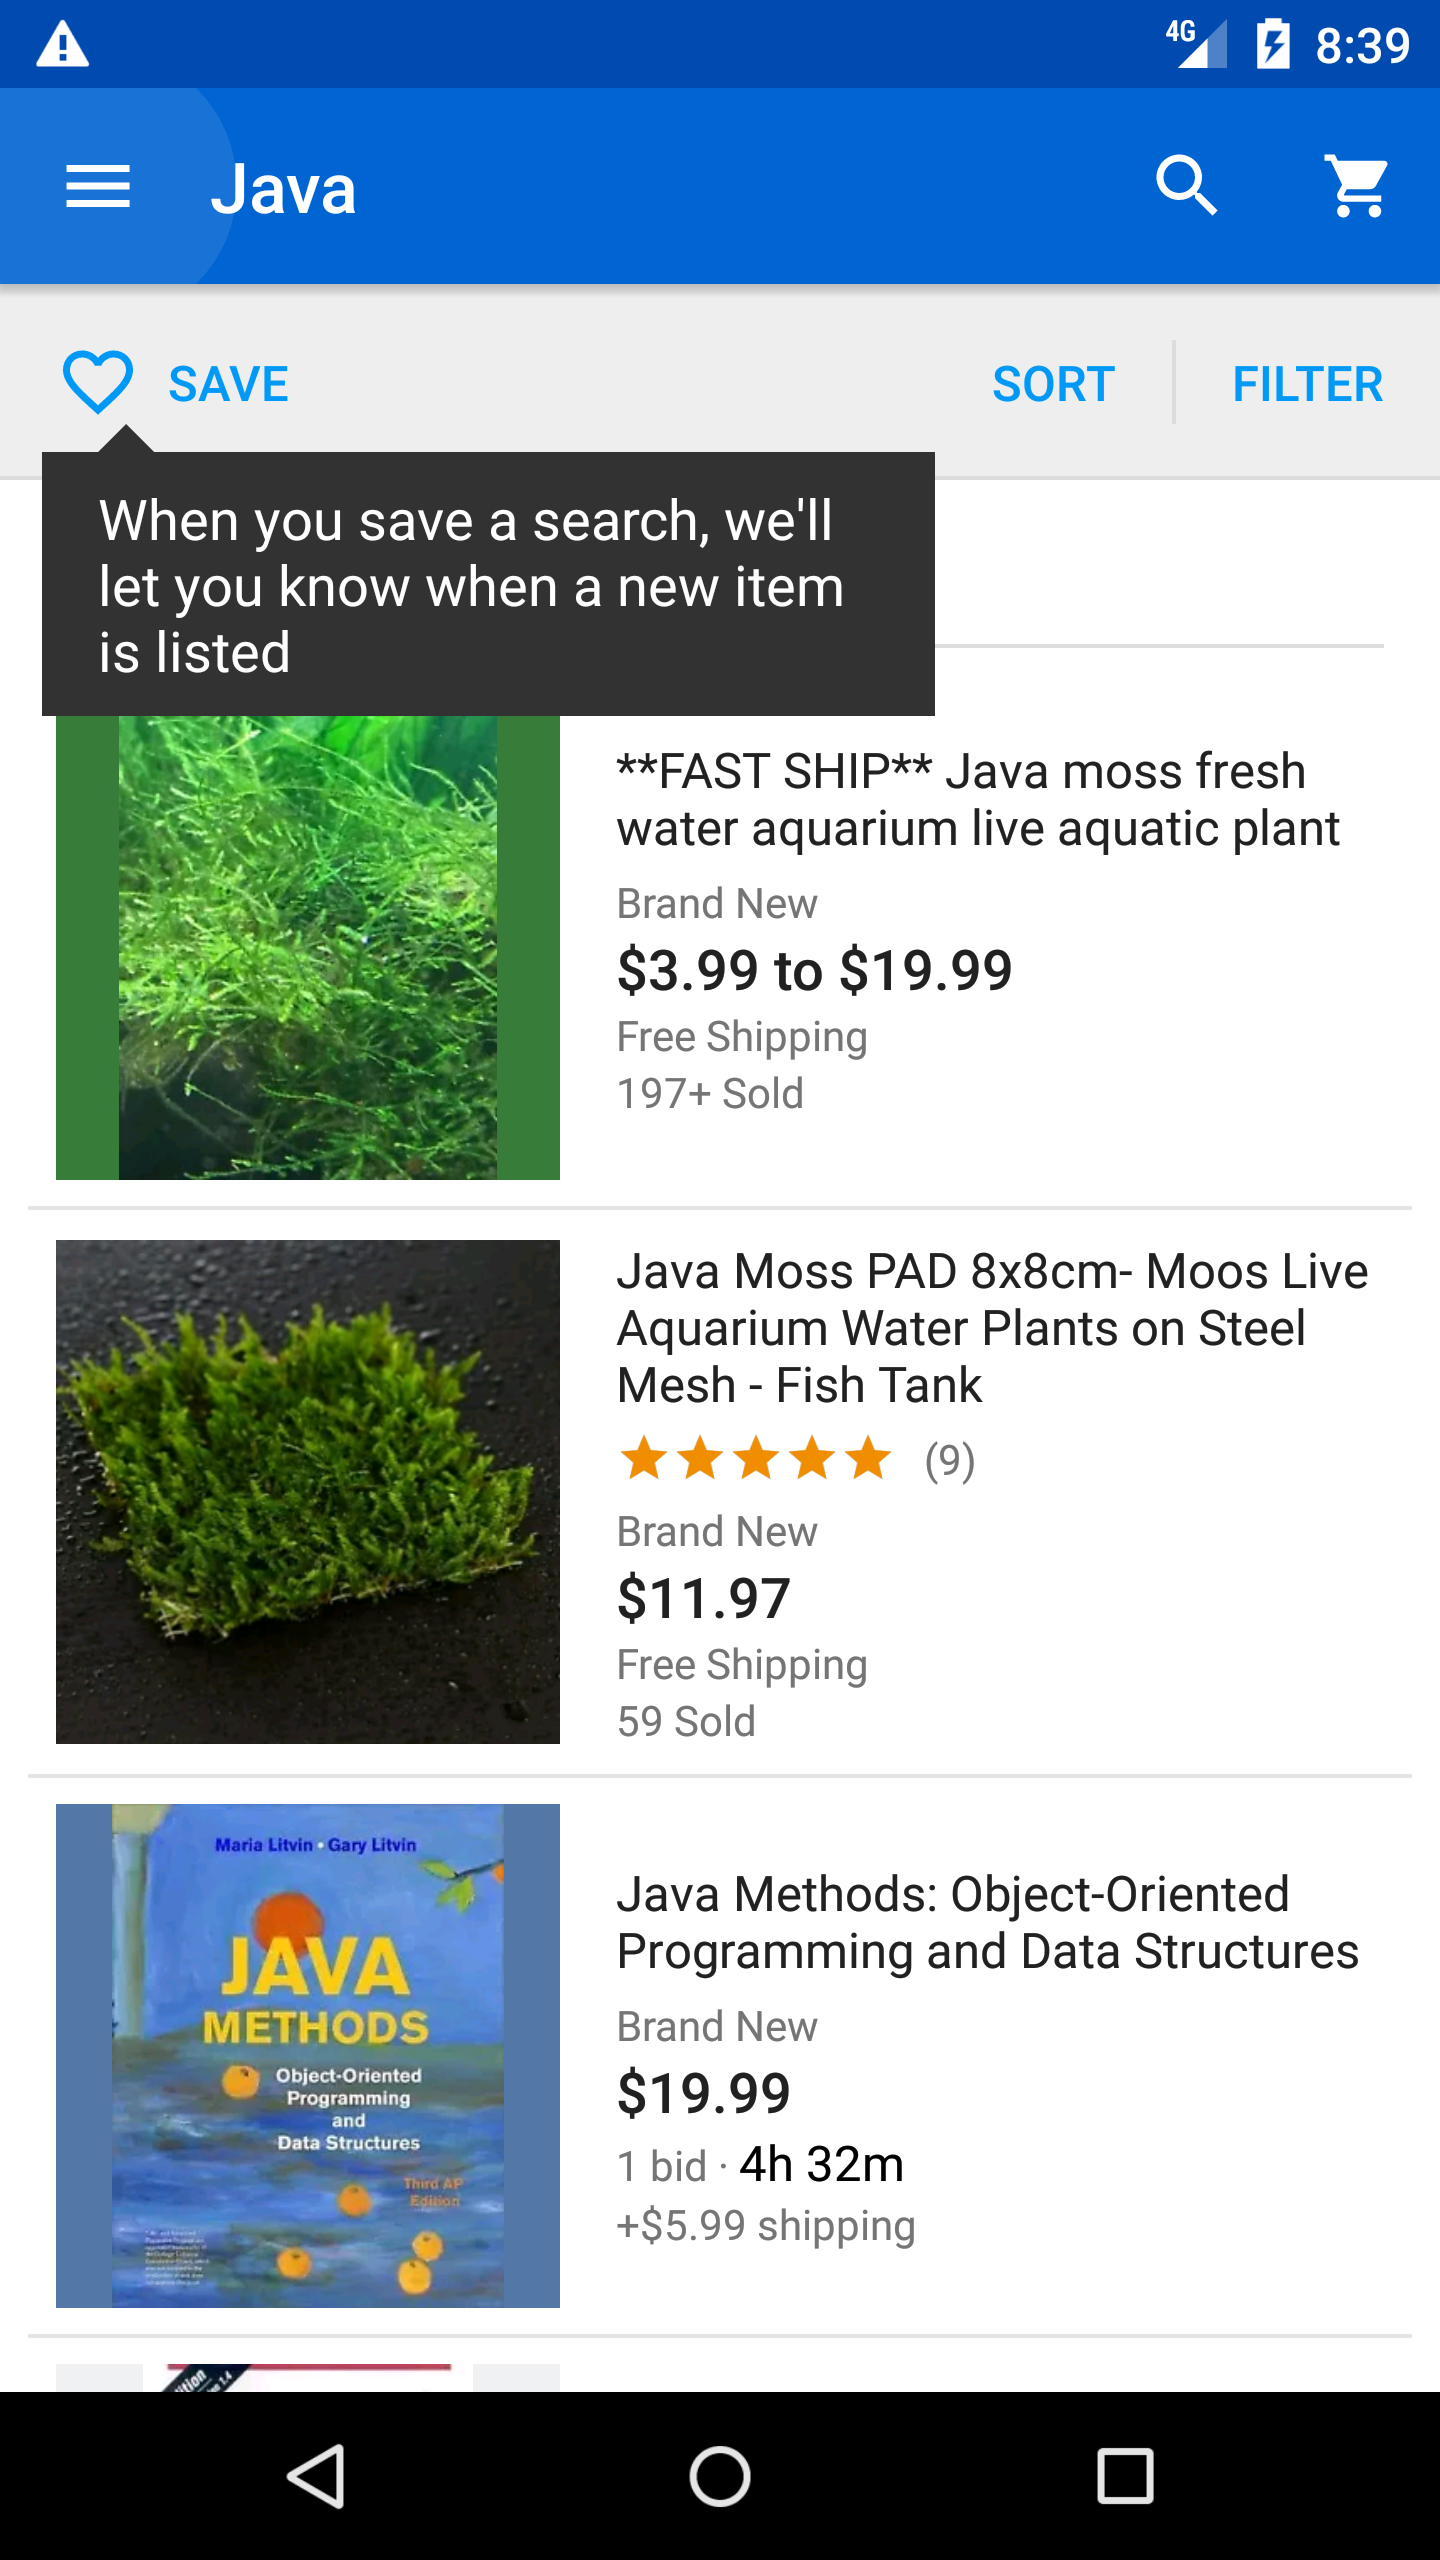 4G 8:39
Java
SAVE SORT FILTER
When you save a search, we'll
let you know when a new item
is listed
**FAST SHIP** Java moss fresh
water aquarium live aquatic plant
Brand New
$3.99 to $19.99
Free Shipping
197+ Sold
Java Moss PAD 8x8cm- Moos Live
Aquarium Water Plants on Steel
Mesh - Fish Tank
(9)
Brand New
$11.97
Free Shipping
59 Sold
Maria Litvin • Gary Litvin
JAVA
METHODS
Object-Oriented
Programming
and
Data Structures
Third AP
Edition
Java Methods: Object-Oriented
Programming and Data Structures
Brand New
$19.99
1 bid · 4h 32m
+$5.99 shipping